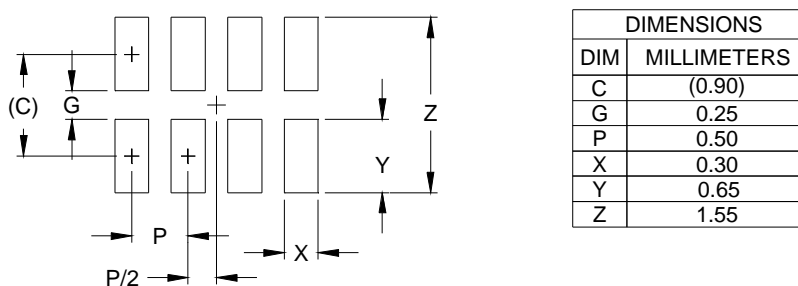 (C)
G
Z
Y
P
X
P/2
DIMENSIONS
DIM MILLIMETERS
C (0.90)
G 0.25
P 0.50
X 0.30
Y 0.65
Z 1.55